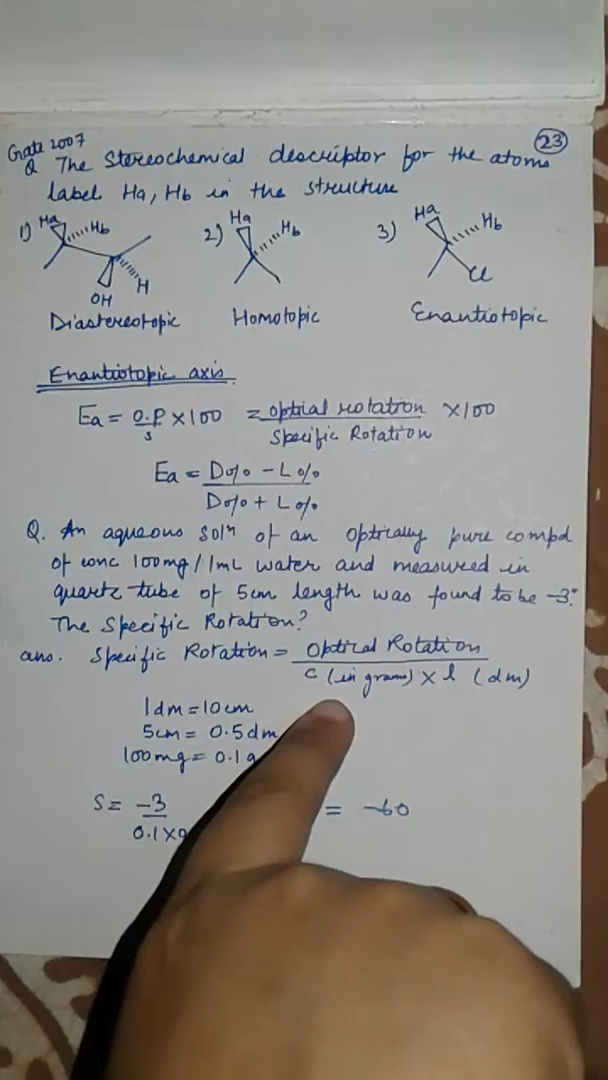 Gate 2007
23
Q The Stereochemical descriptor for the atoms
label Ha, Hb in the structure
1) Ha Hb OH H
2) Ha Hb
3) Ha Hb Cl
Diastereotopic Homotopic Enantiotopic
Enantiotopic axis.
Ea = O.P/s × 100 = optial rotation/Specific Rotation × 100
Ea = D% - L%/D% + L%
Q. An aqueous Solⁿ of an optically pure compd
of conc 100mg/1mL water and measured in
quartz tube of 5cm length was found to be -3°.
The Specific Rotation?
ans. Specific Rotation = Optical Rotation/c (in gram) × l (dm)
1dm = 10cm
5cm = 0.5dm
100mg = 0.1g
S = -3/0.1×0 = -60